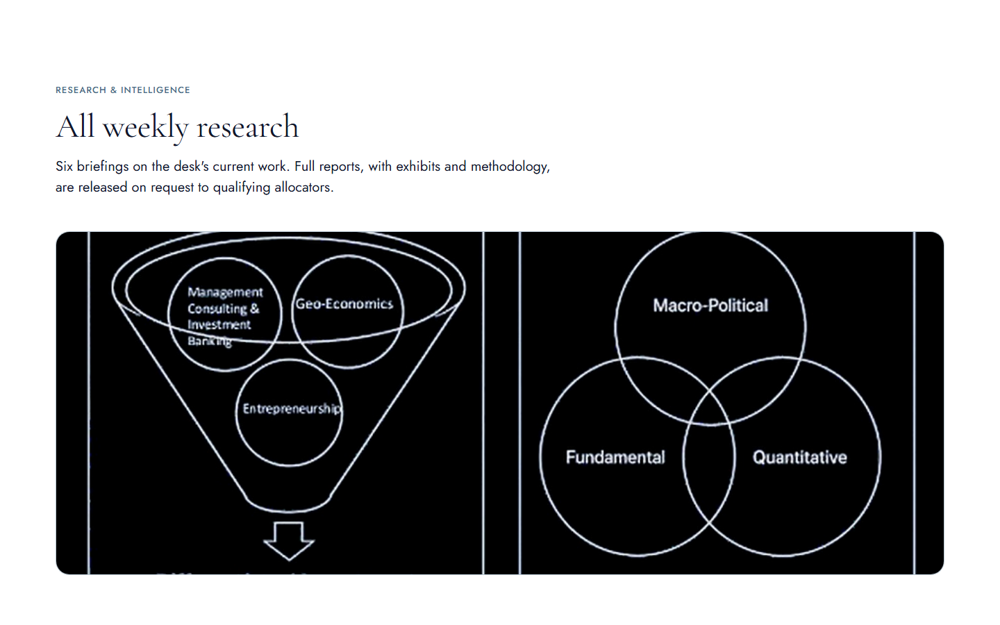 RESEARCH & INTELLIGENCE
All weekly research
Six briefings on the desk's current work. Full reports, with exhibits and methodology,
are released on request to qualifying allocators.
Management
Consulting &
Investment
Banking
Geo-Economics
Entrepreneurship
Macro-Political
Fundamental
Quantitative